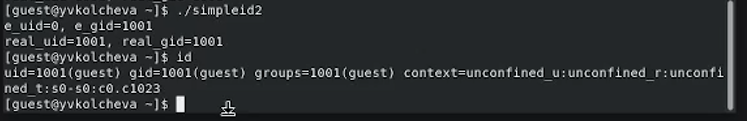 [guest@yvkolcheva ~]$ ./simpleid2
e_uid=0, e_gid=1001
real_uid=1001, real_gid=1001
[guest@yvkolcheva ~]$ id
uid=1001(guest) gid=1001(guest) groups=1001(guest) context=unconfined_u:unconfined_r:unconfi
ned_t:s0-s0:c0.c1023
[guest@yvkolcheva ~]$